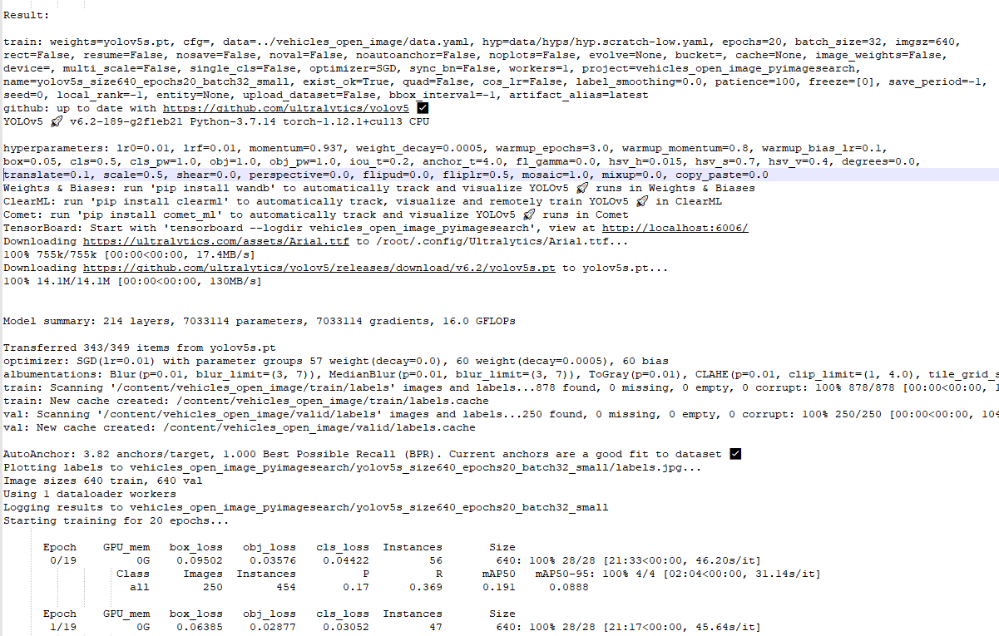 Result:
train: weights=yolov5s.pt, cfg=, data=../vehicles_open_image/data.yaml, hyp=data/hyps/hyp.scratch-low.yaml, epochs=20, batch_size=32, imgsz=640,
rect=False, resume=False, nosave=False, noval=False, noautoanchor=False, noplots=False, evolve=None, bucket=, cache=None, image_weights=False,
device=, multi_scale=False, single_cls=False, optimizer=SGD, sync_bn=False, workers=1, project=vehicles_open_image_pyimagesearch,
name=yolov5s_size640_epochs20_batch32_small, exist_ok=True, quad=False, cos_lr=False, label_smoothing=0.0, patience=100, freeze=[0], save_period=-1,
seed=0, local_rank=-1, entity=None, upload_dataset=False, bbox_interval=-1, artifact_alias=latest
github: up to date with https://github.com/ultralytics/yolov5 ✅
YOLOv5 🚀 v6.2-189-g2f1eb21 Python-3.7.14 torch-1.12.1+cu113 CPU
hyperparameters: lr0=0.01, lrf=0.01, momentum=0.937, weight_decay=0.0005, warmup_epochs=3.0, warmup_momentum=0.8, warmup_bias_lr=0.1,
box=0.05, cls=0.5, cls_pw=1.0, obj=1.0, obj_pw=1.0, iou_t=0.2, anchor_t=4.0, fl_gamma=0.0, hsv_h=0.015, hsv_s=0.7, hsv_v=0.4, degrees=0.0,
translate=0.1, scale=0.5, shear=0.0, perspective=0.0, flipud=0.0, fliplr=0.5, mosaic=1.0, mixup=0.0, copy_paste=0.0
Weights & Biases: run 'pip install wandb' to automatically track and visualize YOLOv5 🚀 runs in Weights & Biases
ClearML: run 'pip install clearml' to automatically track, visualize and remotely train YOLOv5 🚀 in ClearML
Comet: run 'pip install comet_ml' to automatically track and visualize YOLOv5 🚀 runs in Comet
TensorBoard: Start with 'tensorboard --logdir vehicles_open_image_pyimagesearch', view at http://localhost:6006/
Downloading https://ultralytics.com/assets/Arial.ttf to /root/.config/Ultralytics/Arial.ttf...
100% 755k/755k [00:00<00:00, 17.4MB/s]
Downloading https://github.com/ultralytics/yolov5/releases/download/v6.2/yolov5s.pt to yolov5s.pt...
100% 14.1M/14.1M [00:00<00:00, 130MB/s]
Model summary: 214 layers, 7033114 parameters, 7033114 gradients, 16.0 GFLOPs
Transferred 343/349 items from yolov5s.pt
optimizer: SGD(lr=0.01) with parameter groups 57 weight(decay=0.0), 60 weight(decay=0.0005), 60 bias
albumentations: Blur(p=0.01, blur_limit=(3, 7)), MedianBlur(p=0.01, blur_limit=(3, 7)), ToGray(p=0.01), CLAHE(p=0.01, clip_limit=(1, 4.0), tile_grid_s
train: Scanning '/content/vehicles_open_image/train/labels' images and labels...878 found, 0 missing, 0 empty, 0 corrupt: 100% 878/878 [00:00<00:00, 1
train: New cache created: /content/vehicles_open_image/train/labels.cache
val: Scanning '/content/vehicles_open_image/valid/labels' images and labels...250 found, 0 missing, 0 empty, 0 corrupt: 100% 250/250 [00:00<00:00, 104
val: New cache created: /content/vehicles_open_image/valid/labels.cache
AutoAnchor: 3.82 anchors/target, 1.000 Best Possible Recall (BPR). Current anchors are a good fit to dataset ✅
Plotting labels to vehicles_open_image_pyimagesearch/yolov5s_size640_epochs20_batch32_small/labels.jpg...
Image sizes 640 train, 640 val
Using 1 dataloader workers
Logging results to vehicles_open_image_pyimagesearch/yolov5s_size640_epochs20_batch32_small
Starting training for 20 epochs...
Epoch GPU_mem box_loss obj_loss cls_loss Instances Size
0/19 0G 0.09502 0.03576 0.04422 56 640: 100% 28/28 [21:33<00:00, 46.20s/it]
Class Images Instances P R mAP50 mAP50-95: 100% 4/4 [02:04<00:00, 31.14s/it]
all 250 454 0.17 0.369 0.191 0.0888
Epoch GPU_mem box_loss obj_loss cls_loss Instances Size
1/19 0G 0.06385 0.02877 0.03052 47 640: 100% 28/28 [21:17<00:00, 45.64s/it]